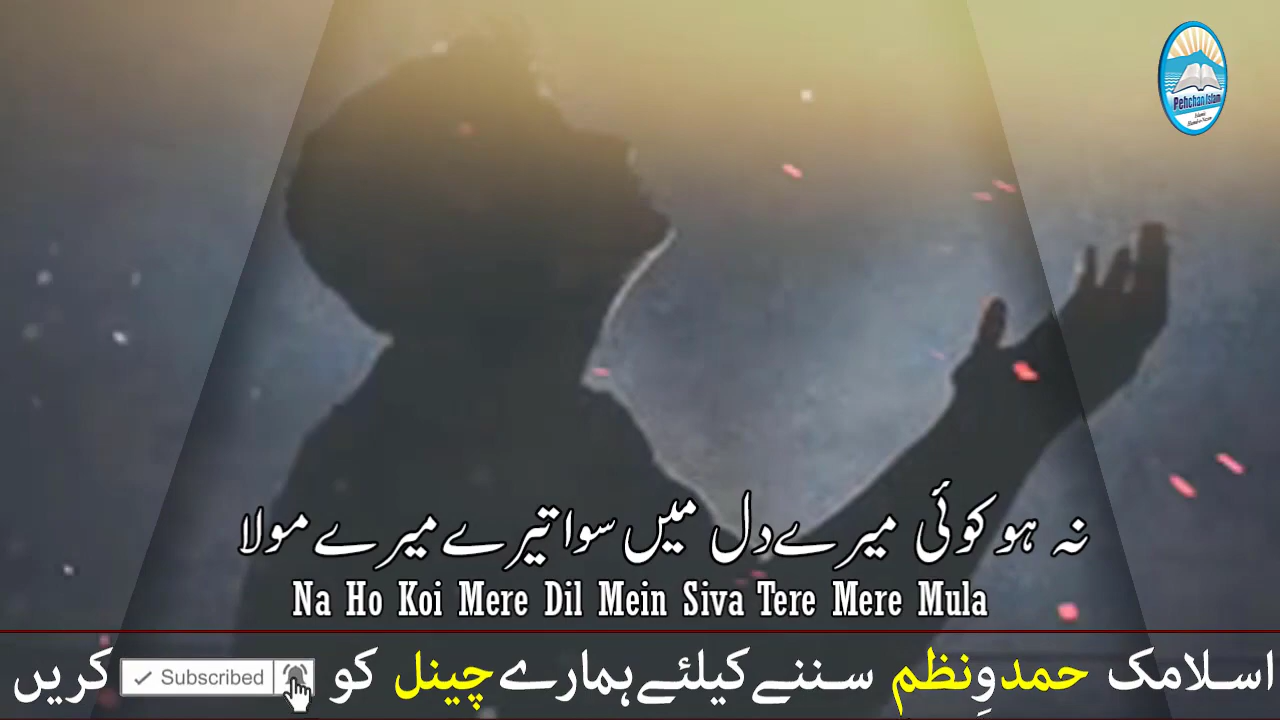 Pehchan Islam
نہ ہو کوئی میرے دل میں سوا تیرے میرے مولا
Na Ho Koi Mere Dil Mein Siva Tere Mere Mula
اسلامک حمدوِنظم سننے کیلئے ہمارے چینل کو Subscribed کریں